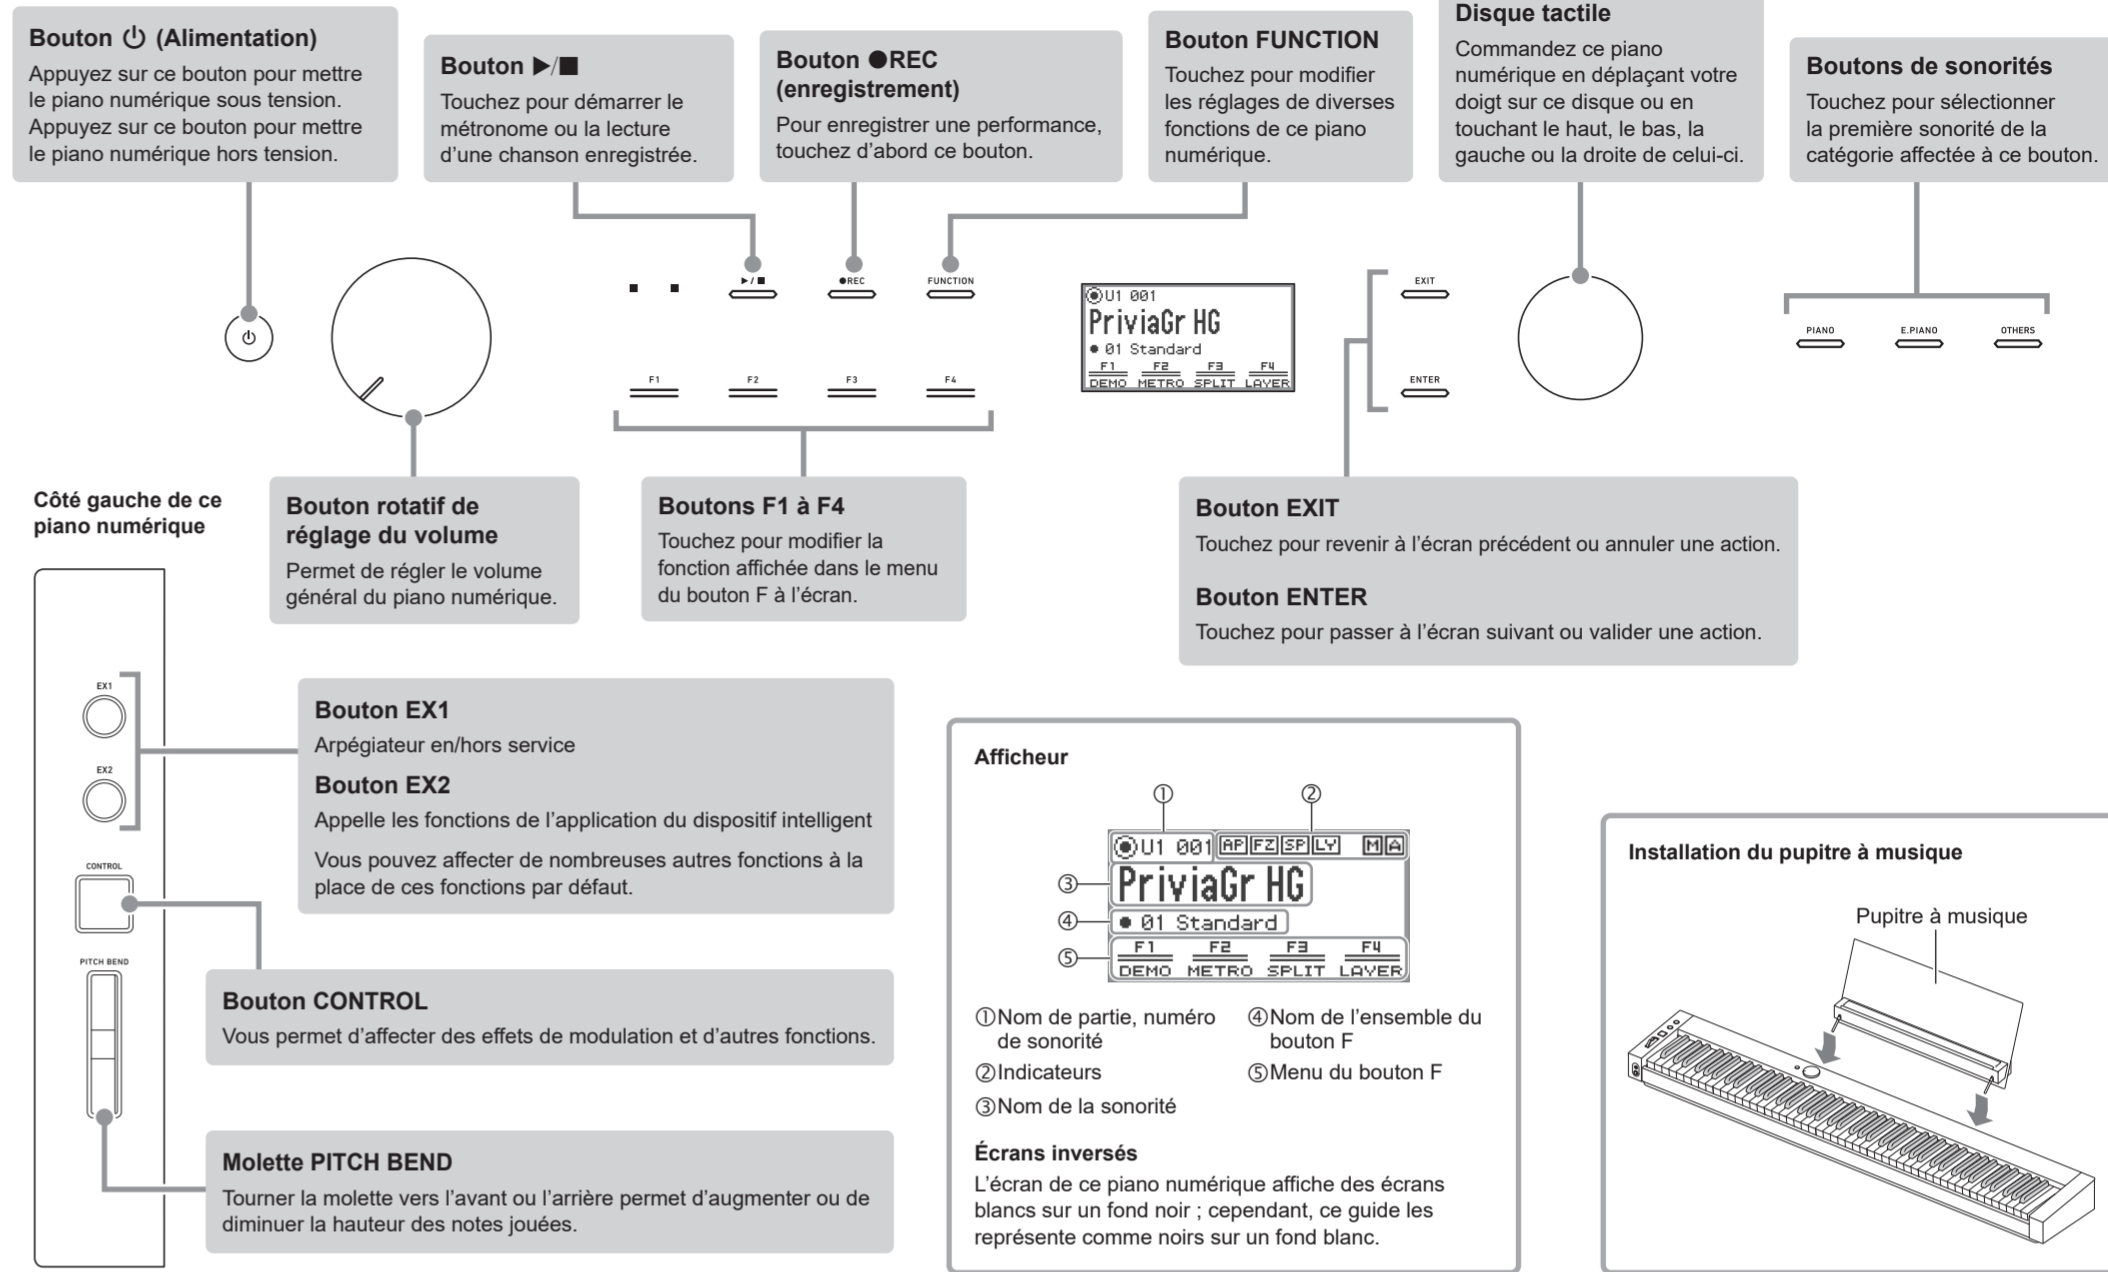 Bouton ⏻ (Alimentation)
Appuyez sur ce bouton pour mettre
le piano numérique sous tension.
Appuyez sur ce bouton pour mettre
le piano numérique hors tension.
Bouton ▶/■
Touchez pour démarrer le
métronome ou la lecture
d’une chanson enregistrée.
Bouton ●REC
(enregistrement)
Pour enregistrer une performance,
touchez d’abord ce bouton.
Bouton FUNCTION
Touchez pour modifier
les réglages de diverses
fonctions de ce piano
numérique.
Disque tactile
Commandez ce piano
numérique en déplaçant votre
doigt sur ce disque ou en
touchant le haut, le bas, la
gauche ou la droite de celui-ci.
Boutons de sonorités
Touchez pour sélectionner
la première sonorité de la
catégorie affectée à ce bouton.
▶/■
●REC
FUNCTION
F1
F2
F3
F4
U1 001
PriviaGr HG
● 01 Standard
F1 F2 F3 F4
DEMO METRO SPLIT LAYER
EXIT
ENTER
PIANO
E.PIANO
OTHERS
Côté gauche de ce
piano numérique
Bouton rotatif de
réglage du volume
Permet de régler le volume
général du piano numérique.
Boutons F1 à F4
Touchez pour modifier la
fonction affichée dans le menu
du bouton F à l’écran.
Bouton EXIT
Touchez pour revenir à l’écran précédent ou annuler une action.
Bouton ENTER
Touchez pour passer à l’écran suivant ou valider une action.
EX1
EX2
CONTROL
PITCH BEND
Bouton EX1
Arpégiateur en/hors service
Bouton EX2
Appelle les fonctions de l’application du dispositif intelligent
Vous pouvez affecter de nombreuses autres fonctions à la
place de ces fonctions par défaut.
Bouton CONTROL
Vous permet d’affecter des effets de modulation et d’autres fonctions.
Molette PITCH BEND
Tourner la molette vers l’avant ou l’arrière permet d’augmenter ou de
diminuer la hauteur des notes jouées.
Afficheur
① ②
U1 001 AP FZ SP LY M A
③ PriviaGr HG
④ ● 01 Standard
⑤ F1 F2 F3 F4
DEMO METRO SPLIT LAYER
①Nom de partie, numéro
de sonorité
②Indicateurs
③Nom de la sonorité
④Nom de l’ensemble du
bouton F
⑤Menu du bouton F
Écrans inversés
L’écran de ce piano numérique affiche des écrans
blancs sur un fond noir ; cependant, ce guide les
représente comme noirs sur un fond blanc.
Installation du pupitre à musique
Pupitre à musique